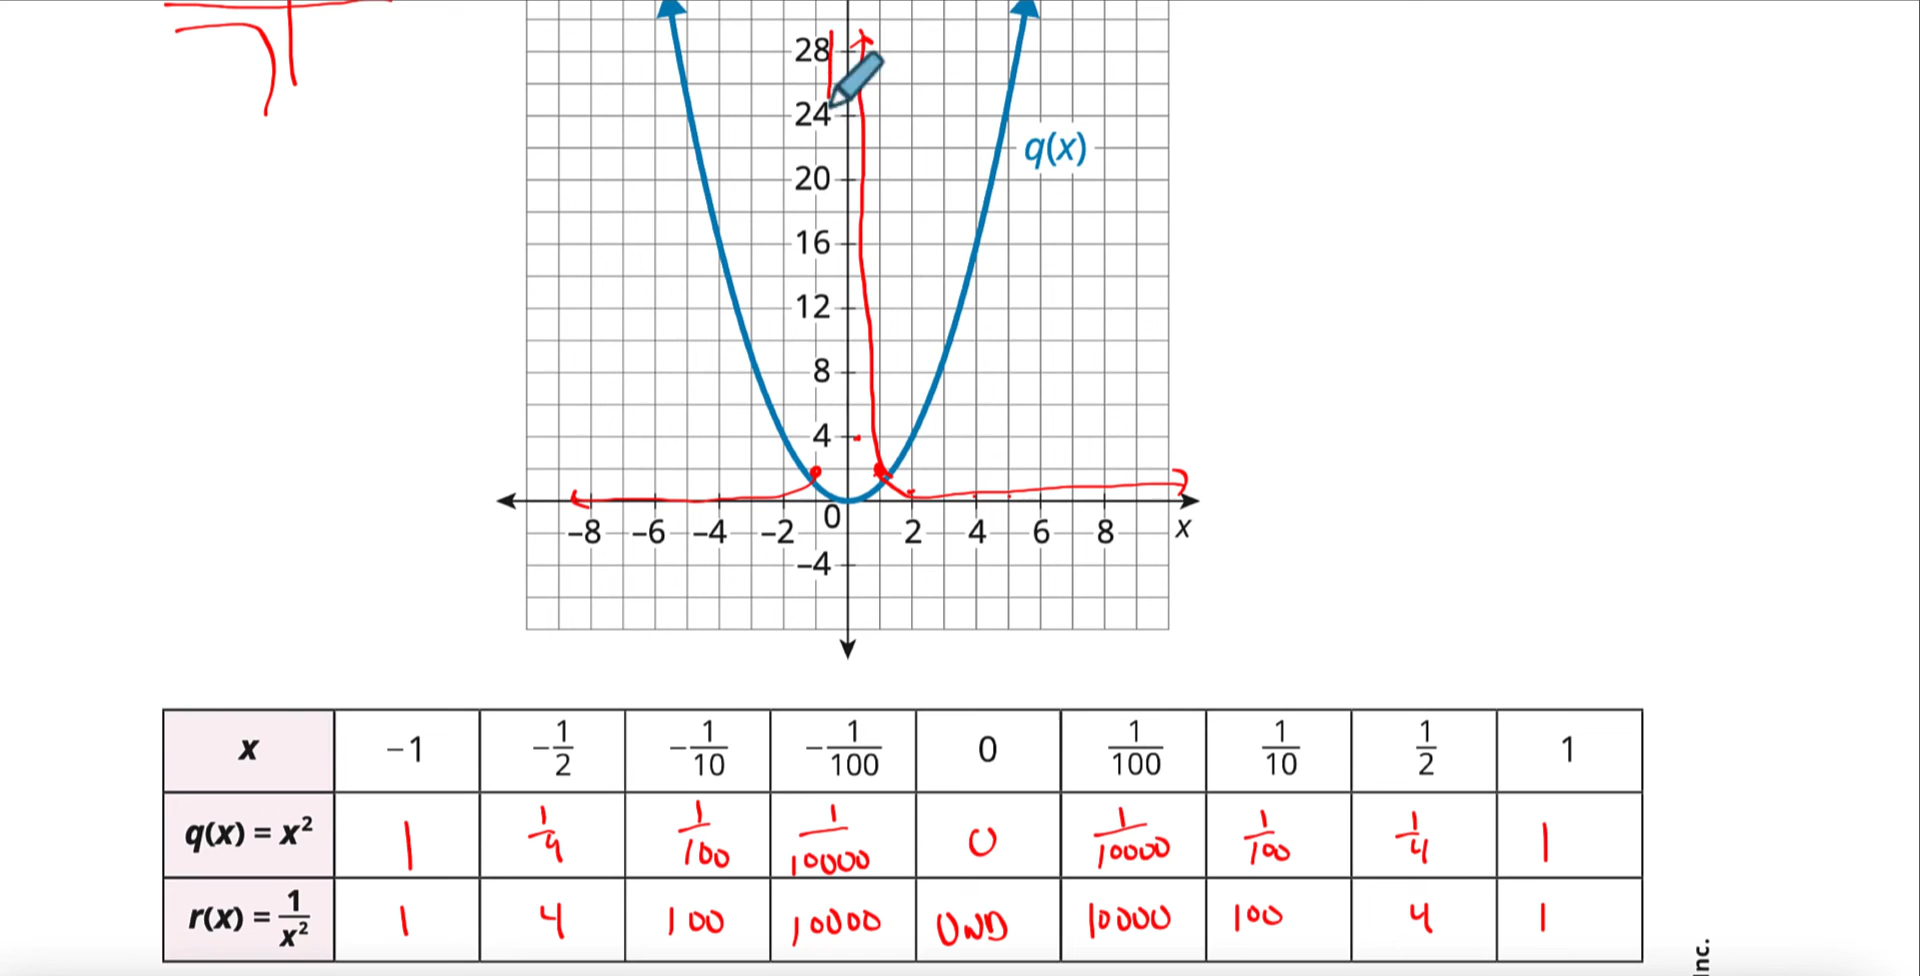 28
24
q(x)
20
16
12
8
4
0
−8 −6 −4 −2 2 4 6 8 x
−4
x −1 −1/2 −1/10 −1/100 0 1/100 1/10 1/2 1
q(x) = x² 1 1/4 1/100 1/10000 0 1/10000 1/100 1/4 1
r(x) = 1/x² 1 4 100 10000 UND 10000 100 4 1
nc.